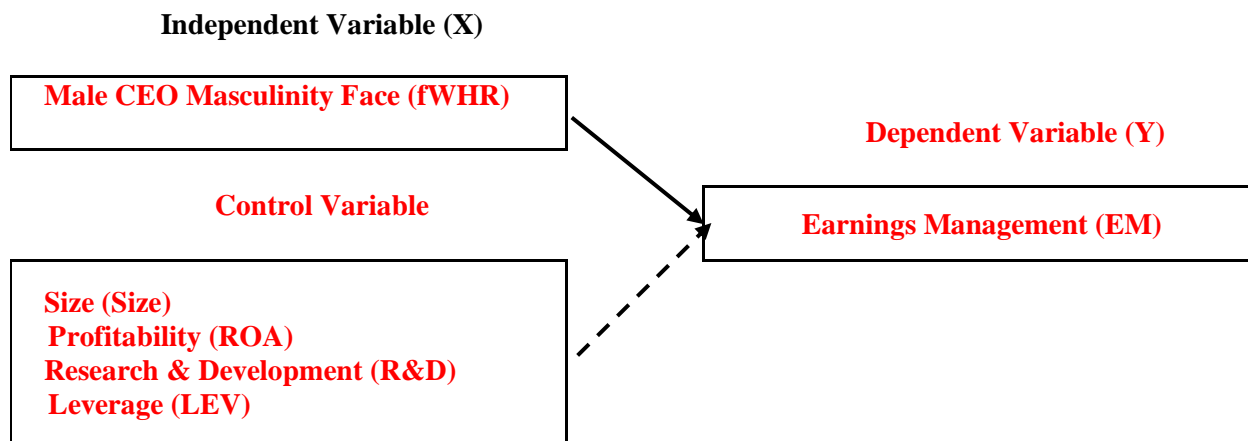 Independent Variable (X)
Male CEO Masculinity Face (fWHR)
Dependent Variable (Y)
Control Variable
Earnings Management (EM)
Size (Size)
Profitability (ROA)
Research & Development (R&D)
Leverage (LEV)